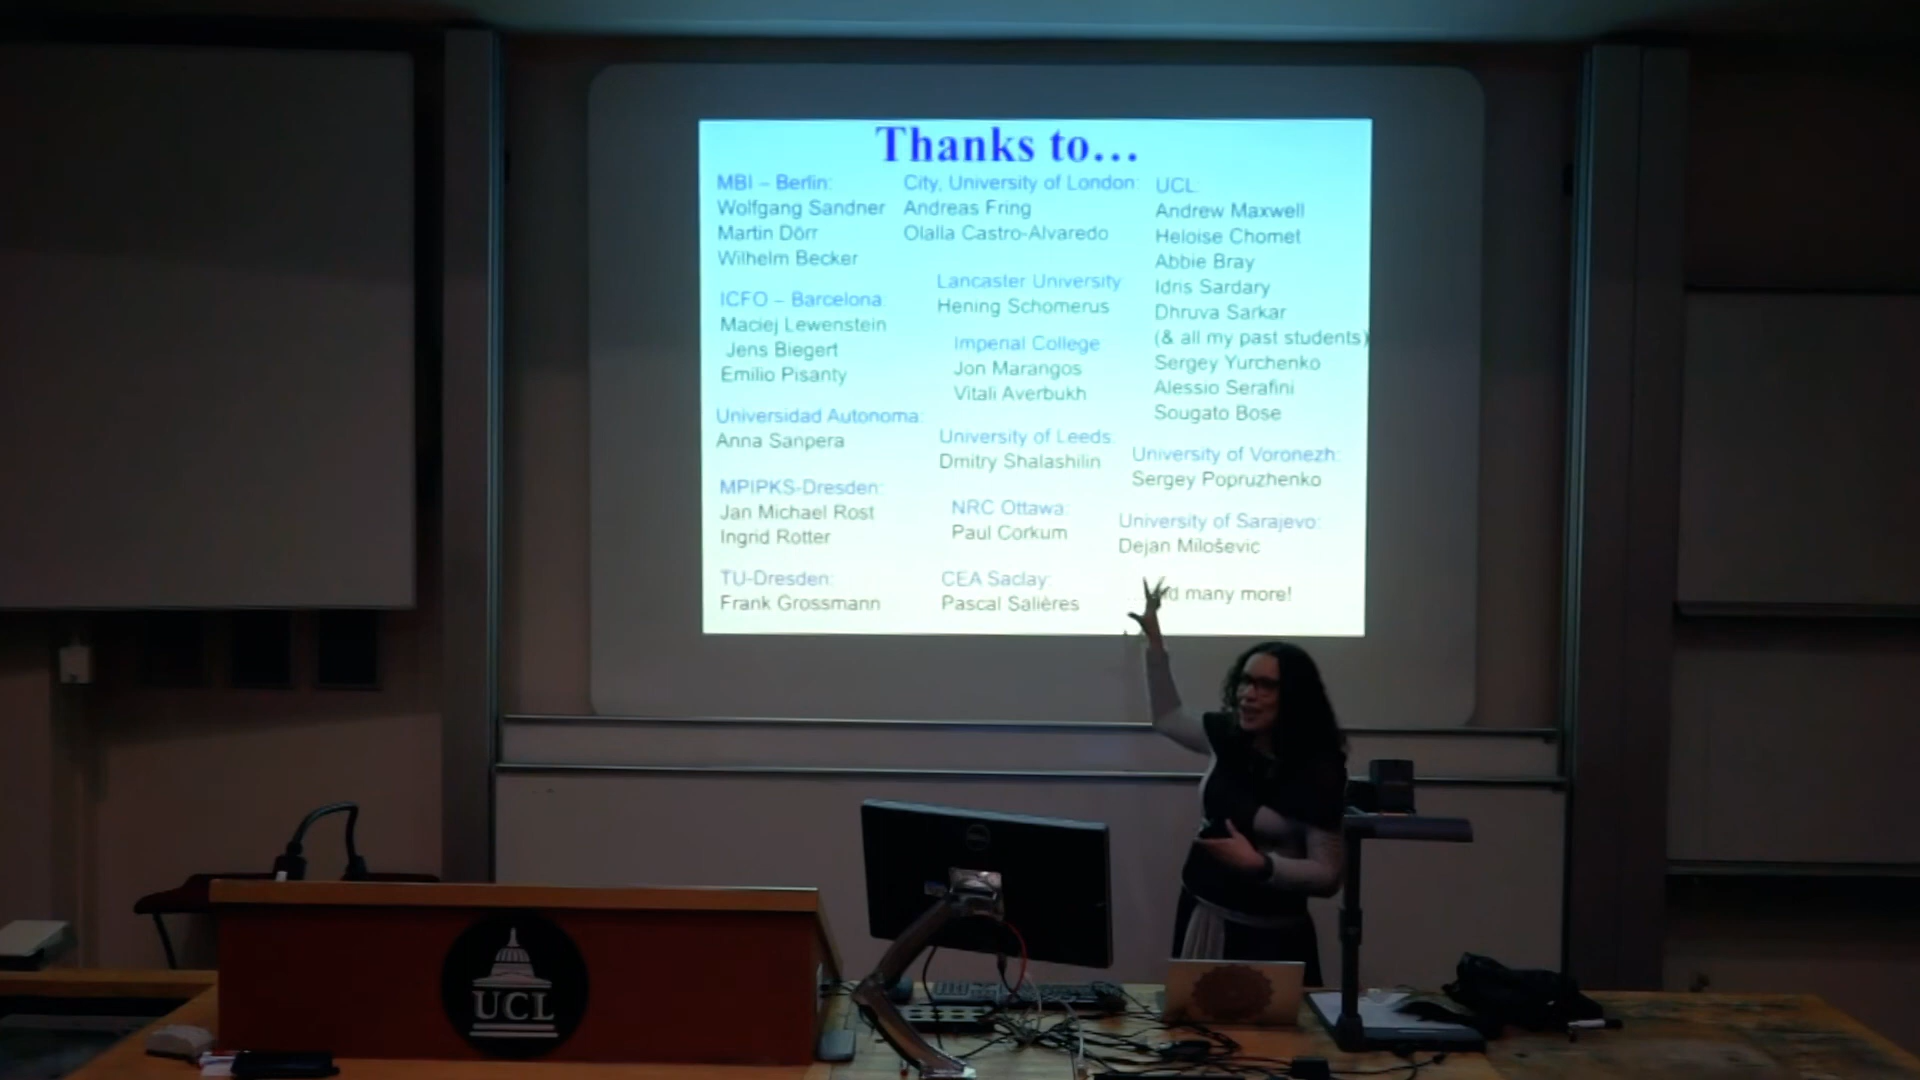 Thanks to...
MBI – Berlin:
Wolfgang Sandner
Martin Dörr
Wilhelm Becker
ICFO – Barcelona:
Maciej Lewenstein
Jens Biegert
Emilio Pisanty
Universidad Autonoma:
Anna Sanpera
MPIPKS-Dresden:
Jan Michael Rost
Ingrid Rotter
TU-Dresden:
Frank Grossmann
City, University of London:
Andreas Fring
Olalla Castro-Alvaredo
Lancaster University
Hening Schomerus
Imperial College
Jon Marangos
Vitali Averbukh
University of Leeds:
Dmitry Shalashilin
NRC Ottawa:
Paul Corkum
CEA Saclay:
Pascal Salières
UCL:
Andrew Maxwell
Heloise Chomet
Abbie Bray
Idris Sardary
Dhruva Sarkar
(& all my past students)
Sergey Yurchenko
Alessio Serafini
Sougato Bose
University of Voronezh:
Sergey Popruzhenko
University of Sarajevo:
Dejan Miloševic
many more!
UCL